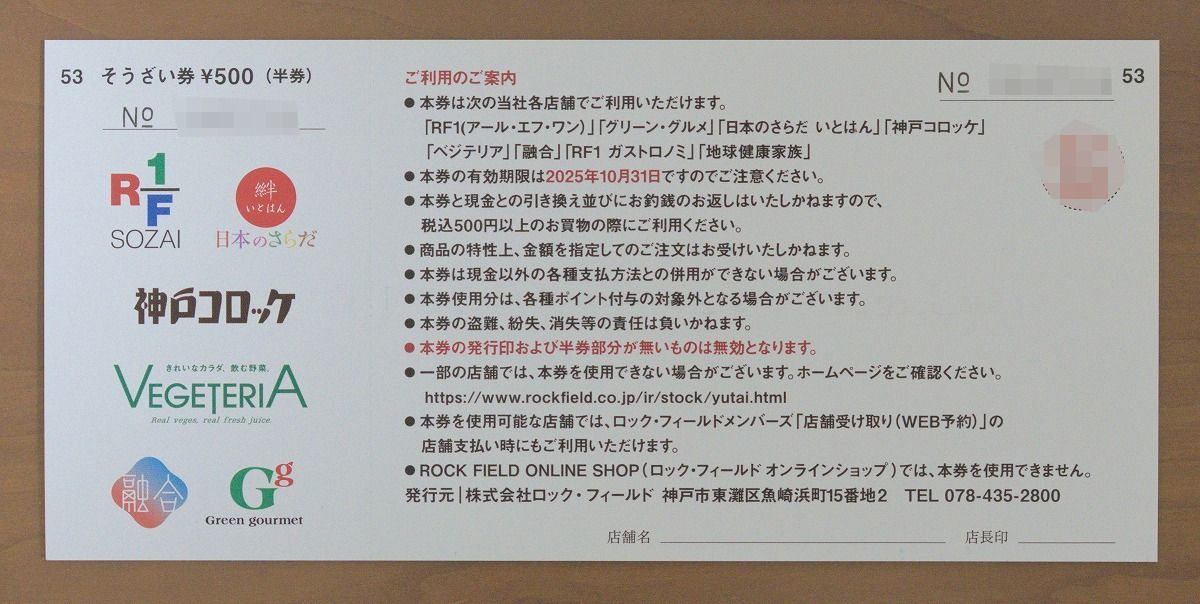 53 そうざい券 ¥500 (半券)
No
R1/F
SOZAI
絆
いとはん
日本のさらだ
神戸コロッケ
きれいなカラダ、飲む野菜。
VEGETERIA
Real veges, real fresh juice.
融合
Gg
Green gourmet
ご利用のご案内
No 53
●本券は次の当社各店舗でご利用いただけます。
「RF1(アール・エフ・ワン)」「グリーン・グルメ」「日本のさらだ いとはん」「神戸コロッケ」
「ベジテリア」「融合」「RF1 ガストロノミ」「地球健康家族」
●本券の有効期限は2025年10月31日ですのでご注意ください。
●本券と現金との引き換え並びにお釣銭のお返しはいたしかねますので、
税込500円以上のお買物の際にご利用ください。
●商品の特性上、金額を指定してのご注文はお受けいたしかねます。
●本券は現金以外の各種支払方法との併用ができない場合がございます。
●本券使用分は、各種ポイント付与の対象外となる場合がございます。
●本券の盗難、紛失、消失等の責任は負いかねます。
●本券の発行印および半券部分が無いものは無効となります。
●一部の店舗では、本券を使用できない場合がございます。ホームページをご確認ください。
https://www.rockfield.co.jp/ir/stock/yutai.html
●本券を使用可能な店舗では、ロック・フィールドメンバーズ「店舗受け取り(WEB予約)」の
店舗支払い時にもご利用いただけます。
●ROCK FIELD ONLINE SHOP(ロック・フィールド オンラインショップ)では、本券を使用できません。
発行元|株式会社ロック・フィールド 神戸市東灘区魚崎浜町15番地2 TEL 078-435-2800
店舗名 店長印